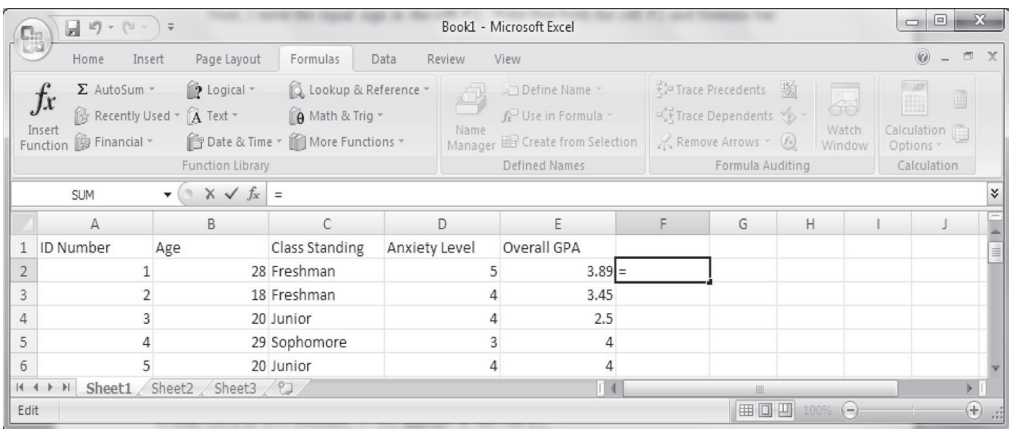 Book1 - Microsoft Excel
Home Insert Page Layout Formulas Data Review View
fx Insert Function
Σ AutoSum
Recently Used
Financial
Logical
Text
Date & Time
Lookup & Reference
Math & Trig
More Functions
Function Library
Name Manager
Define Name
Use in Formula
Create from Selection
Defined Names
Trace Precedents
Trace Dependents
Remove Arrows
Watch Window
Formula Auditing
Calculation Options
Calculation
SUM fx =
A B C D E F G H I J
1 ID Number Age Class Standing Anxiety Level Overall GPA
2 1 28 Freshman 5 3.89 =
3 2 18 Freshman 4 3.45
4 3 20 Junior 4 2.5
5 4 29 Sophomore 3 4
6 5 20 Junior 4 4
Sheet1 Sheet2 Sheet3
Edit 100%